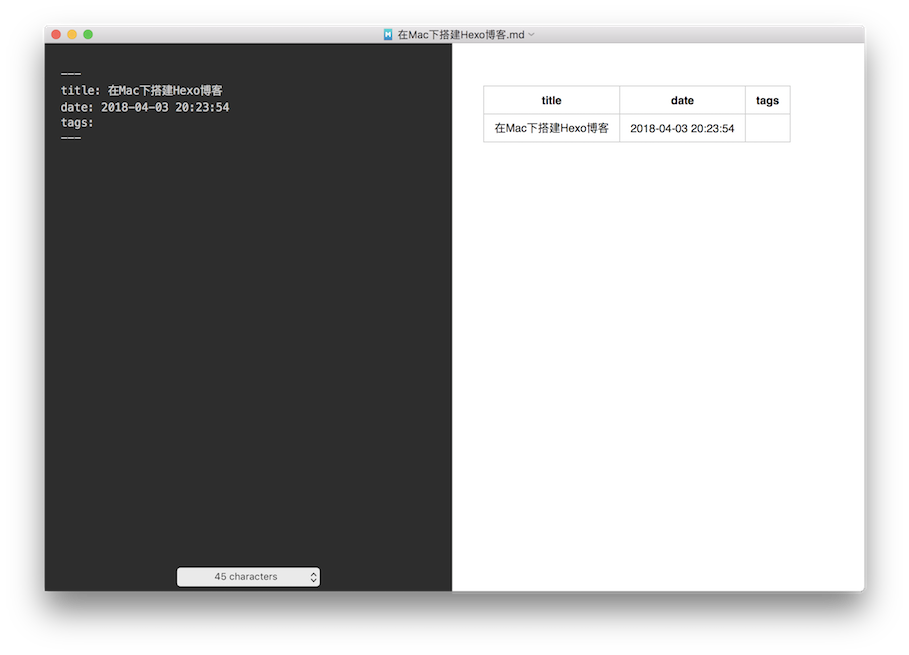 在Mac下搭建Hexo博客.md
---
title: 在Mac下搭建Hexo博客
date: 2018-04-03 20:23:54
tags:
---
title date tags
在Mac下搭建Hexo博客 2018-04-03 20:23:54
45 characters